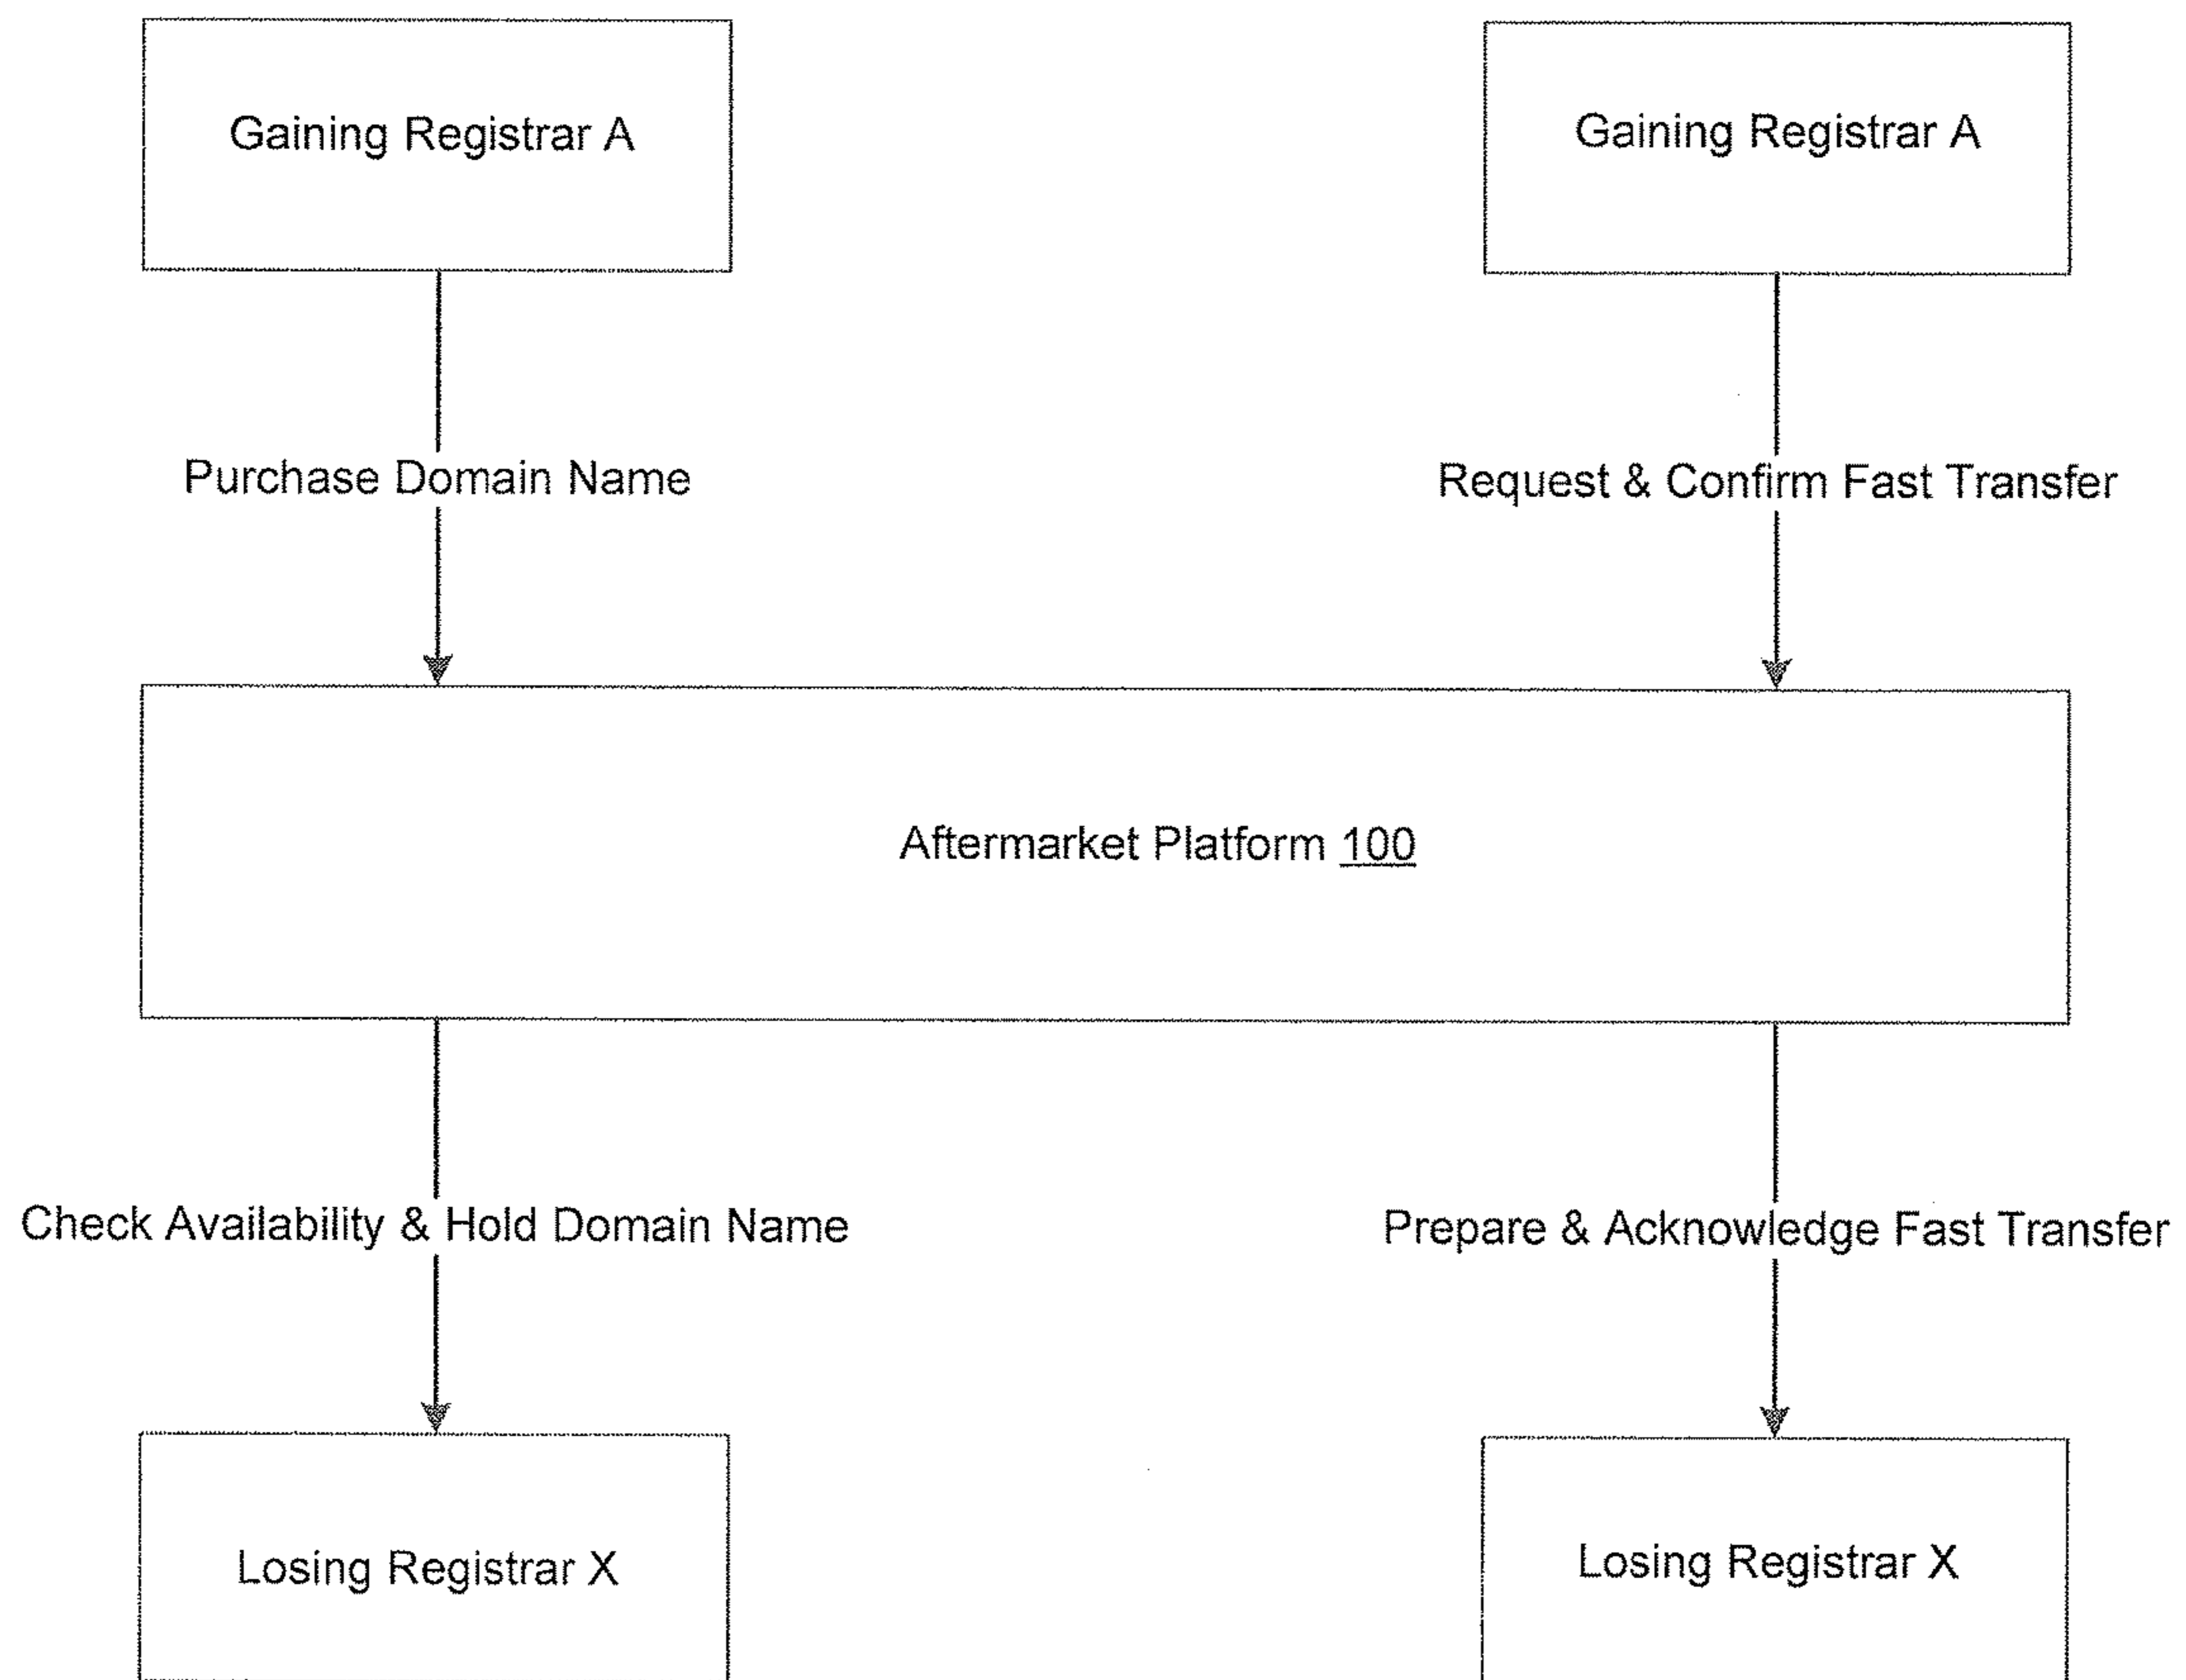 Gaining Registrar A
Gaining Registrar A
Purchase Domain Name
Request & Confirm Fast Transfer
Aftermarket Platform 100
Check Availability & Hold Domain Name
Prepare & Acknowledge Fast Transfer
Losing Registrar X
Losing Registrar X